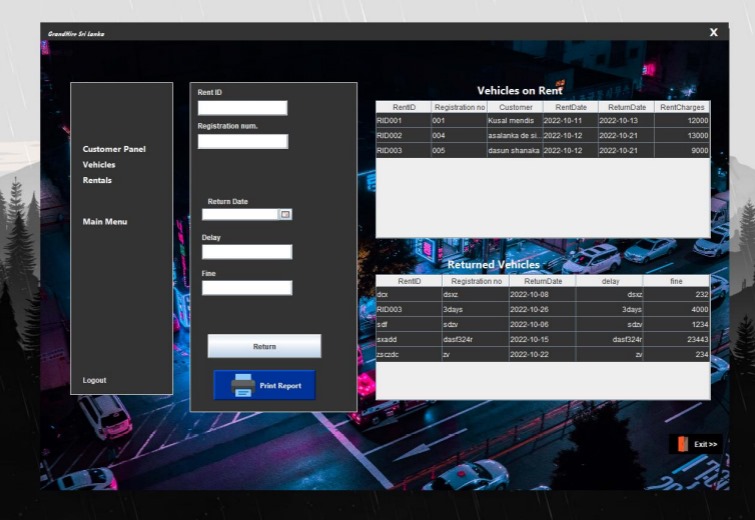 GrandHire Sri Lanka
X
Customer Panel
Vehicles
Rentals
Main Menu
Logout
Rent ID
Registration num.
Return Date
Delay
Fine
Return
Print Report
Vehicles on Rent
RentID Registration no Customer RentDate ReturnDate RentCharges
RID001 001 Kusal mendis 2022-10-11 2022-10-13 12000
RID002 004 asalanka de si... 2022-10-12 2022-10-21 13000
RID003 005 dasun shanaka 2022-10-12 2022-10-21 9000
Returned Vehicles
RentID Registration no ReturnDate delay fine
dcx dsxz 2022-10-08 dsxz 232
RID003 3days 2022-10-26 3days 4000
sdf sdzv 2022-10-06 sdzv 1234
sxadd dasf324r 2022-10-15 dasf324r 23443
zsczdc zv 2022-10-22 zv 234
Exit >>